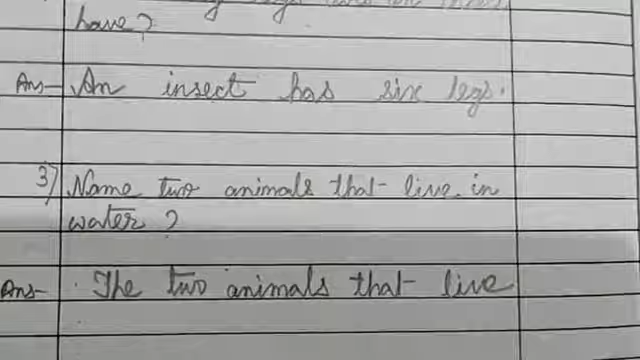 have?
Ans- An insect has six legs.
3) Name two animals that live in
water?
Ans- The two animals that live